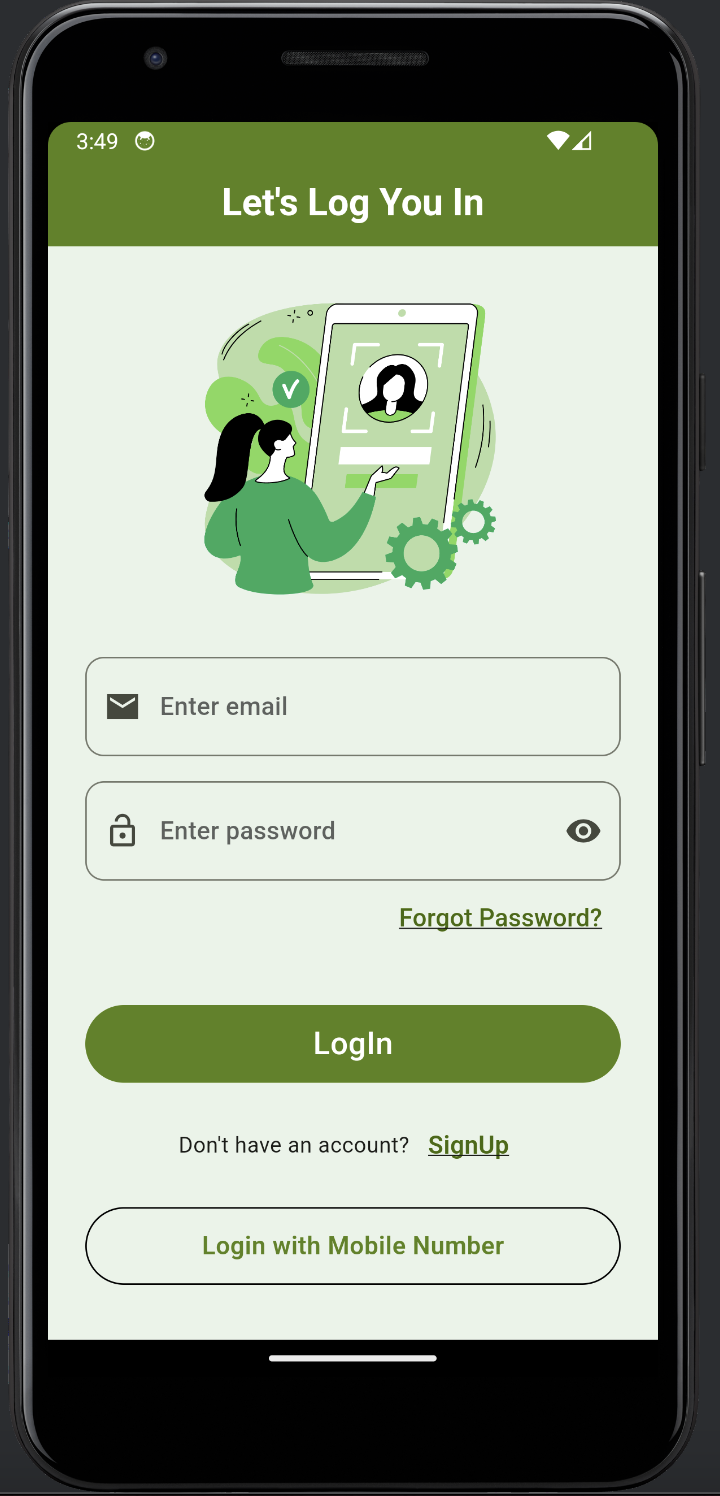 3:49
Let's Log You In
Enter email
Enter password
Forgot Password?
LogIn
Don't have an account? SignUp
Login with Mobile Number